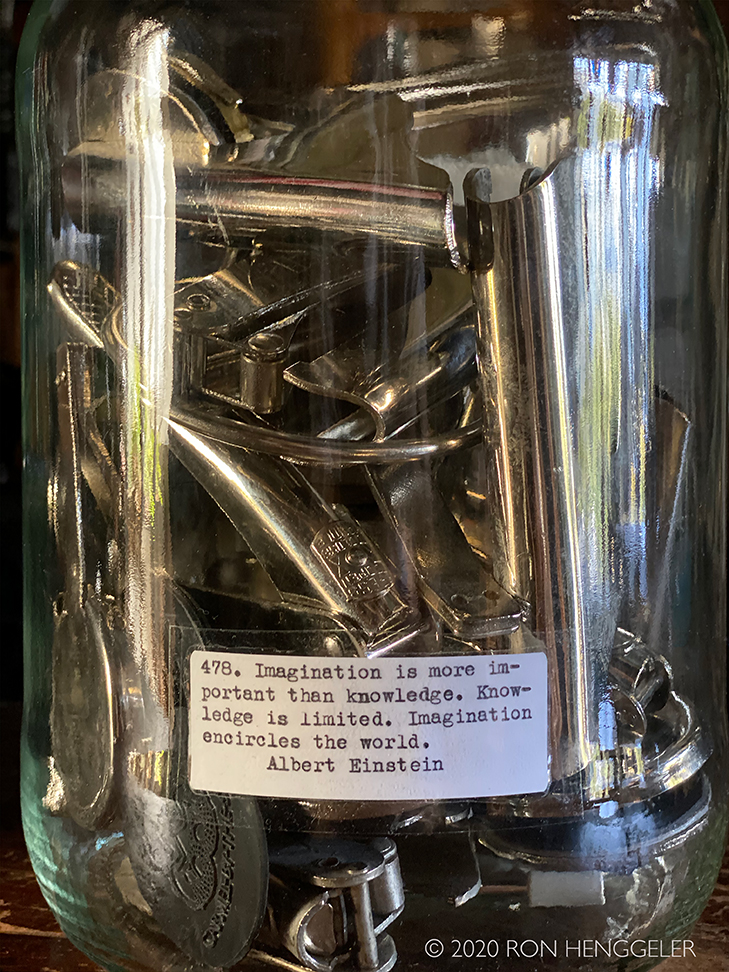 478. Imagination is more im-
portant than knowledge. Know-
ledge is limited. Imagination
encircles the world.
Albert Einstein
© 2020 RON HENGGELER